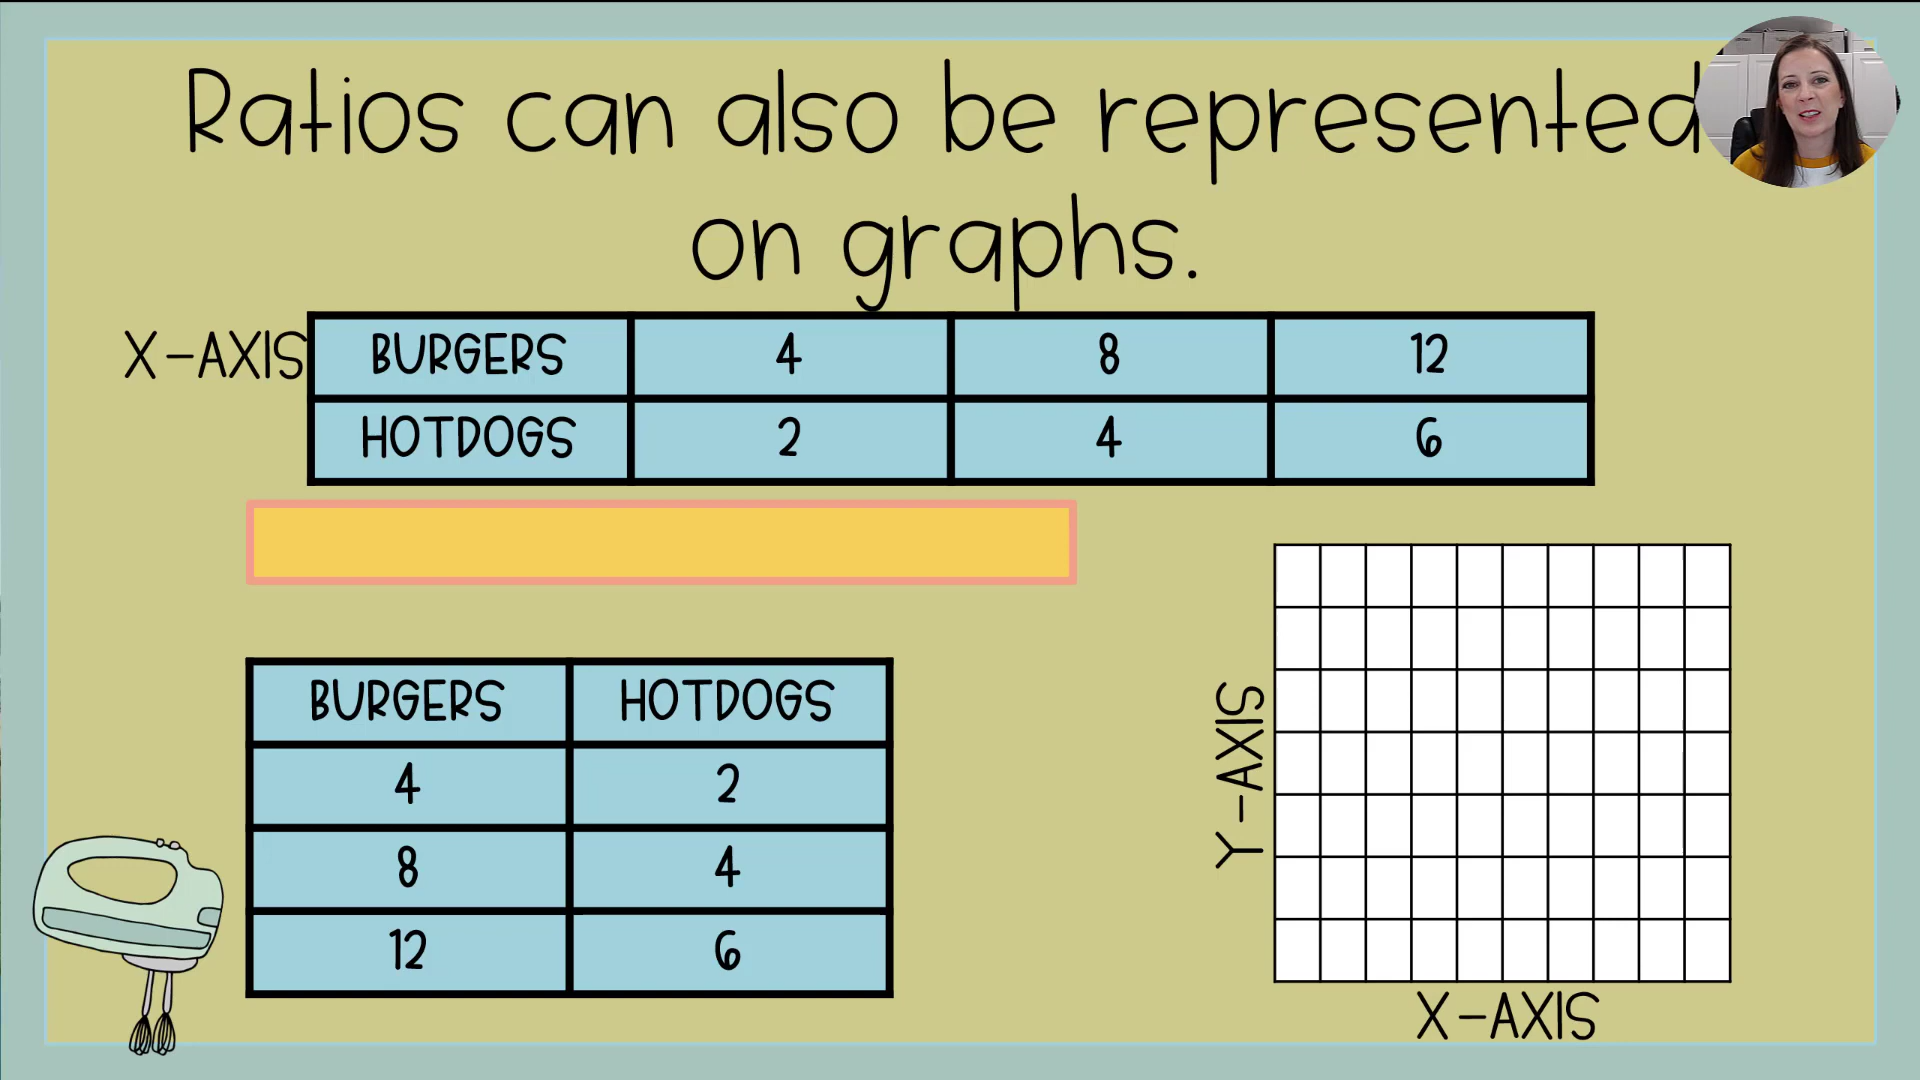 Ratios can also be represented
on graphs.
X-AXIS BURGERS 4 8 12
HOTDOGS 2 4 6
BURGERS HOTDOGS
4 2
8 4
12 6
Y-AXIS
X-AXIS